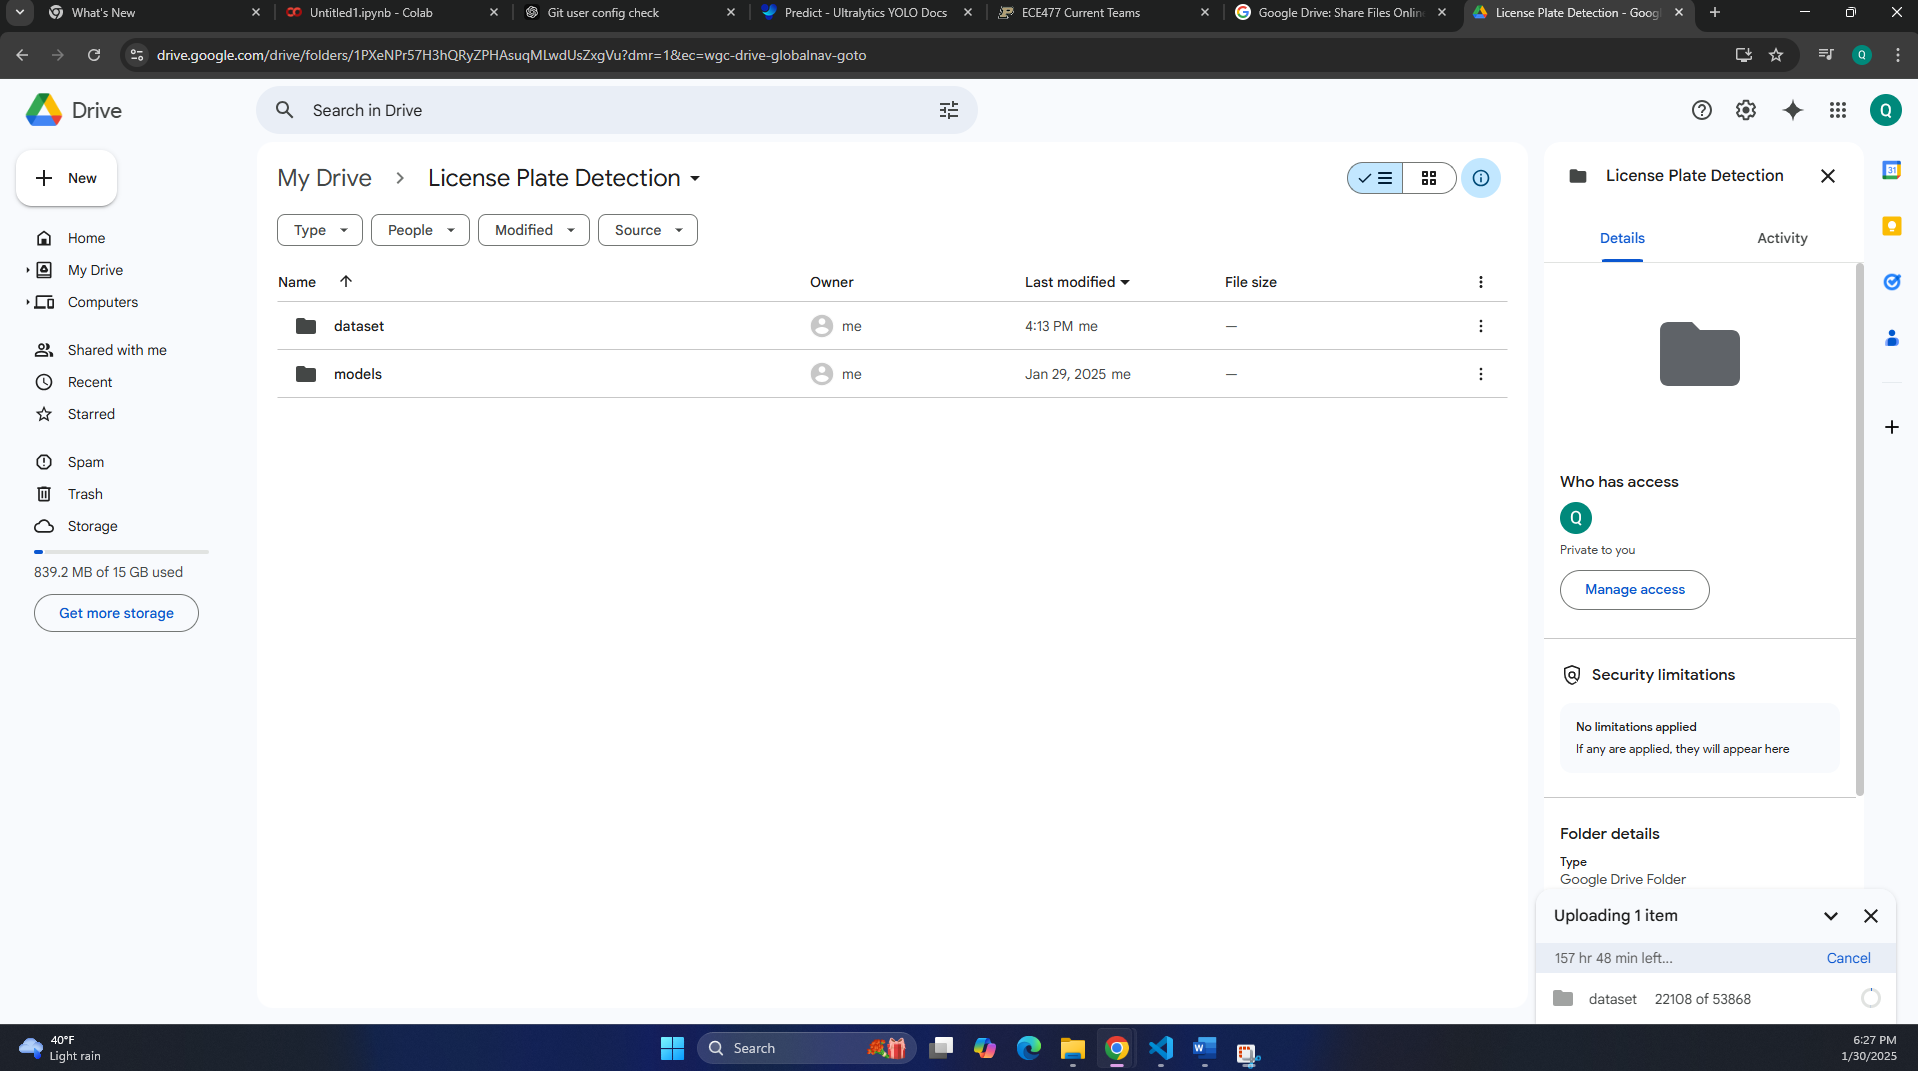 What's New
Untitled1.ipynb - Colab
Git user config check
Predict - Ultralytics YOLO Docs
ECE477 Current Teams
Google Drive: Share Files Onlin
License Plate Detection - Goog
drive.google.com/drive/folders/1PXeNPr57H3hQRyZPHAsuqMLwdUsZxgVu?dmr=1&ec=wgc-drive-globalnav-goto
Q
Drive
Search in Drive
Q
New
Home
My Drive
Computers
Shared with me
Recent
Starred
Spam
Trash
Storage
839.2 MB of 15 GB used
Get more storage
My Drive
License Plate Detection
Type
People
Modified
Source
Name
Owner
Last modified
File size
dataset
me
4:13 PM me
—
models
me
Jan 29, 2025 me
—
License Plate Detection
Details
Activity
Who has access
Q
Private to you
Manage access
Security limitations
No limitations applied
If any are applied, they will appear here
Folder details
Type
Google Drive Folder
Uploading 1 item
157 hr 48 min left...
Cancel
dataset
22108 of 53868
31
40°F
Light rain
Search
6:27 PM
1/30/2025